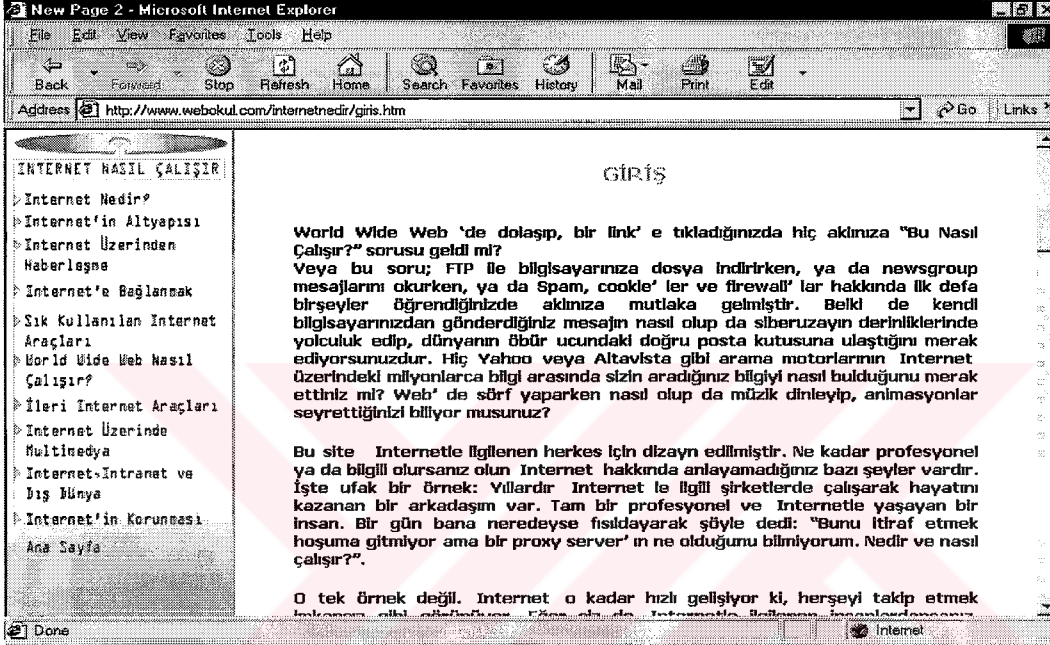 New Page 2 - Microsoft Internet Explorer
File Edit View Favorites Tools Help
Back Forward Stop Refresh Home Search Favorites History Mail Print Edit
Address http://www.webokul.com/internetnedir/giris.htm Go Links
INTERNET NASIL ÇALIŞIR
Internet Nedir?
Internet'in Altyapısı
Internet Üzerinden
Haberleşme
Internet'e Bağlanmak
Sık Kullanılan Internet
Araçları
World Wide Web Nasıl
Çalışır?
İleri Internet Araçları
Internet Üzerinde
Multimedya
Internet-Intranet ve
Dış Dünya
Internet'in Korunması
Ana Sayfa
GİRİŞ
World Wide Web 'de dolaşıp, bir link' e tıkladığınızda hiç aklınıza "Bu Nasıl
Çalışır?" sorusu geldi mi?
Veya bu soru; FTP ile bilgisayarınıza dosya indirirken, ya da newsgroup
mesajlarını okurken, ya da Spam, cookie' ler ve firewall' lar hakkında ilk defa
birşeyler öğrendiğinizde aklınıza mutlaka gelmiştir. Belki de kendi
bilgisayarınızdan gönderdiğiniz mesajın nasıl olup da siberuzayın derinliklerinde
yolculuk edip, dünyanın öbür ucundaki doğru posta kutusuna ulaştığını merak
ediyorsunuzdur. Hiç Yahoo veya Altavista gibi arama motorlarının Internet
üzerindeki milyonlarca bilgi arasında sizin aradığınız bilgiyi nasıl bulduğunu merak
ettiniz mi? Web' de sörf yaparken nasıl olup da müzik dinleyip, animasyonlar
seyrettiğinizi biliyor musunuz?
Bu site Internetle ilgilenen herkes için dizayn edilmiştir. Ne kadar profesyonel
ya da bilgili olursanız olun Internet hakkında anlayamadığınız bazı şeyler vardır.
İşte ufak bir örnek: Yıllardır Internet le ilgili şirketlerde çalışarak hayatını
kazanan bir arkadaşım var. Tam bir profesyonel ve Internetle yaşayan bir
insan. Bir gün bana neredeyse fısıldayarak şöyle dedi: "Bunu itiraf etmek
hoşuma gitmiyor ama bir proxy server' ın ne olduğunu bilmiyorum. Nedir ve nasıl
çalışır?".
O tek örnek değil. Internet o kadar hızlı gelişiyor ki, herşeyi takip etmek
Done Internet